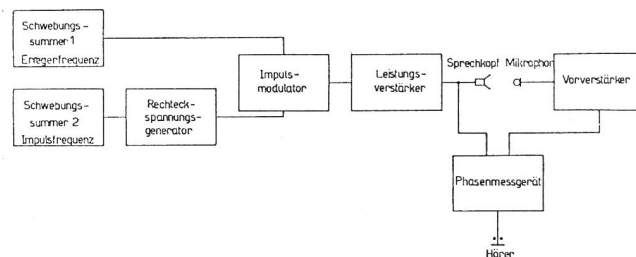 Schwebungs-
summer 1
Erregerfrequenz
Schwebungs-
summer 2
Impulsfrequenz
Rechteck-
spannungs-
generator
Impuls-
modulator
Leistungs-
verstärker
Sprechkopf
Mikrophon
Vorverstärker
Phasenmessgerät
Hörer